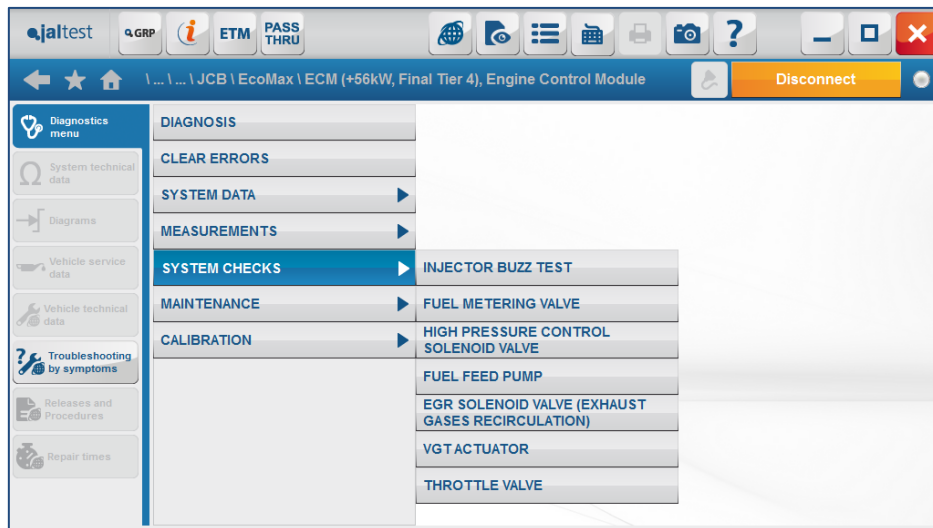 jaltest
GRP
i
ETM
PASS
THRU
?
\ ... \ ... \ JCB \ EcoMax \ ECM (+56kW, Final Tier 4), Engine Control Module
Disconnect
Diagnostics
menu
System technical
data
Diagrams
Vehicle service
data
Vehicle technical
data
Troubleshooting
by symptoms
Releases and
Procedures
Repair times
DIAGNOSIS
CLEAR ERRORS
SYSTEM DATA
MEASUREMENTS
SYSTEM CHECKS
MAINTENANCE
CALIBRATION
INJECTOR BUZZ TEST
FUEL METERING VALVE
HIGH PRESSURE CONTROL
SOLENOID VALVE
FUEL FEED PUMP
EGR SOLENOID VALVE (EXHAUST
GASES RECIRCULATION)
VGT ACTUATOR
THROTTLE VALVE